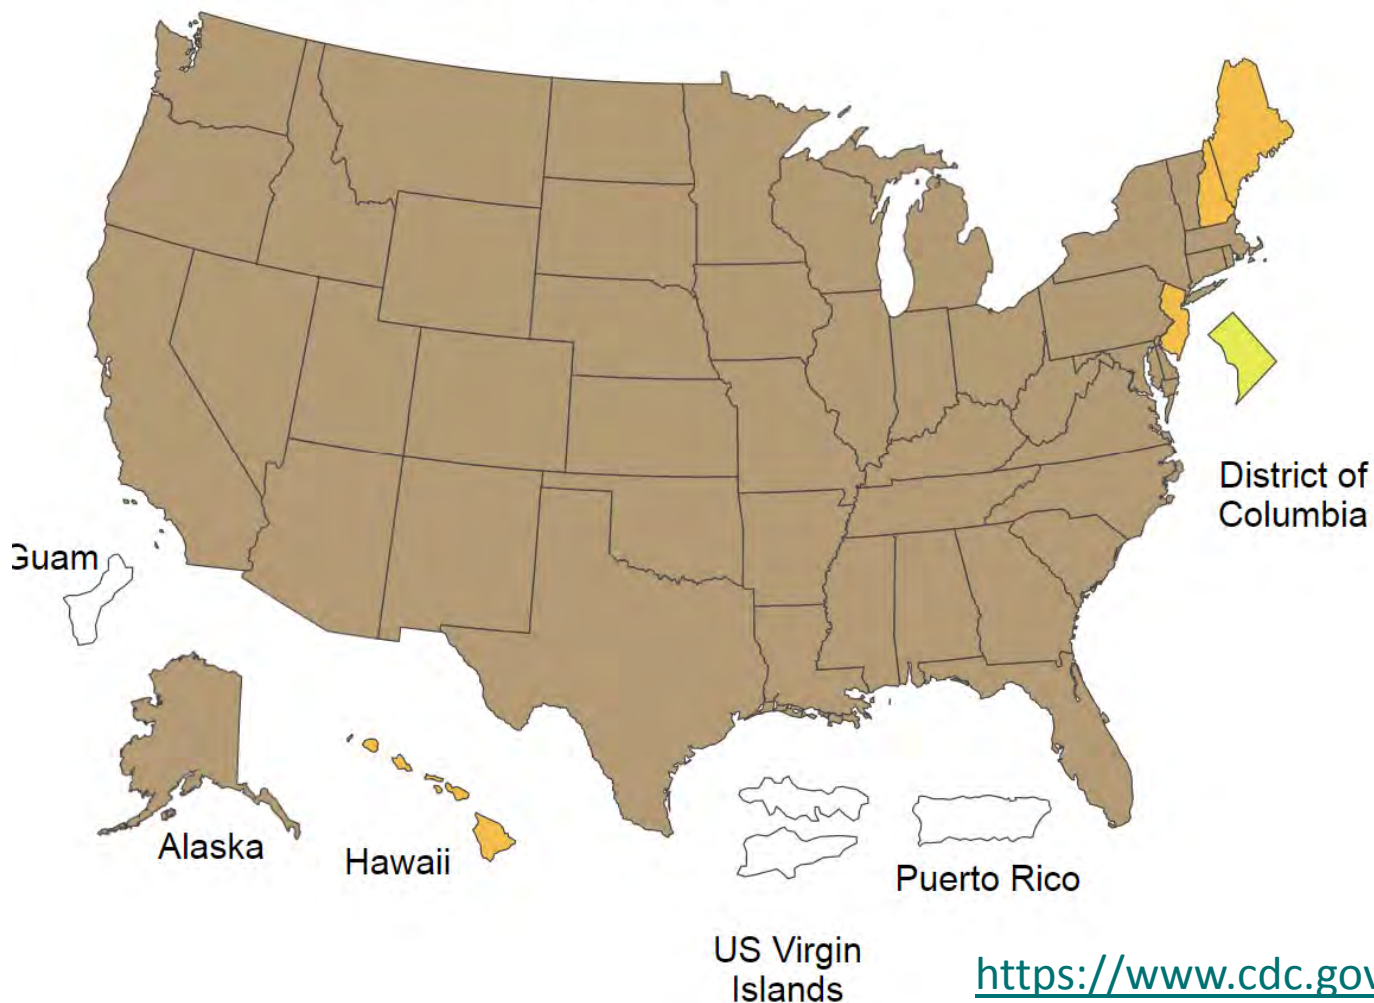 District of
Columbia
Guam
Alaska
Hawaii
Puerto Rico
US Virgin
Islands
https://www.cdc.gov